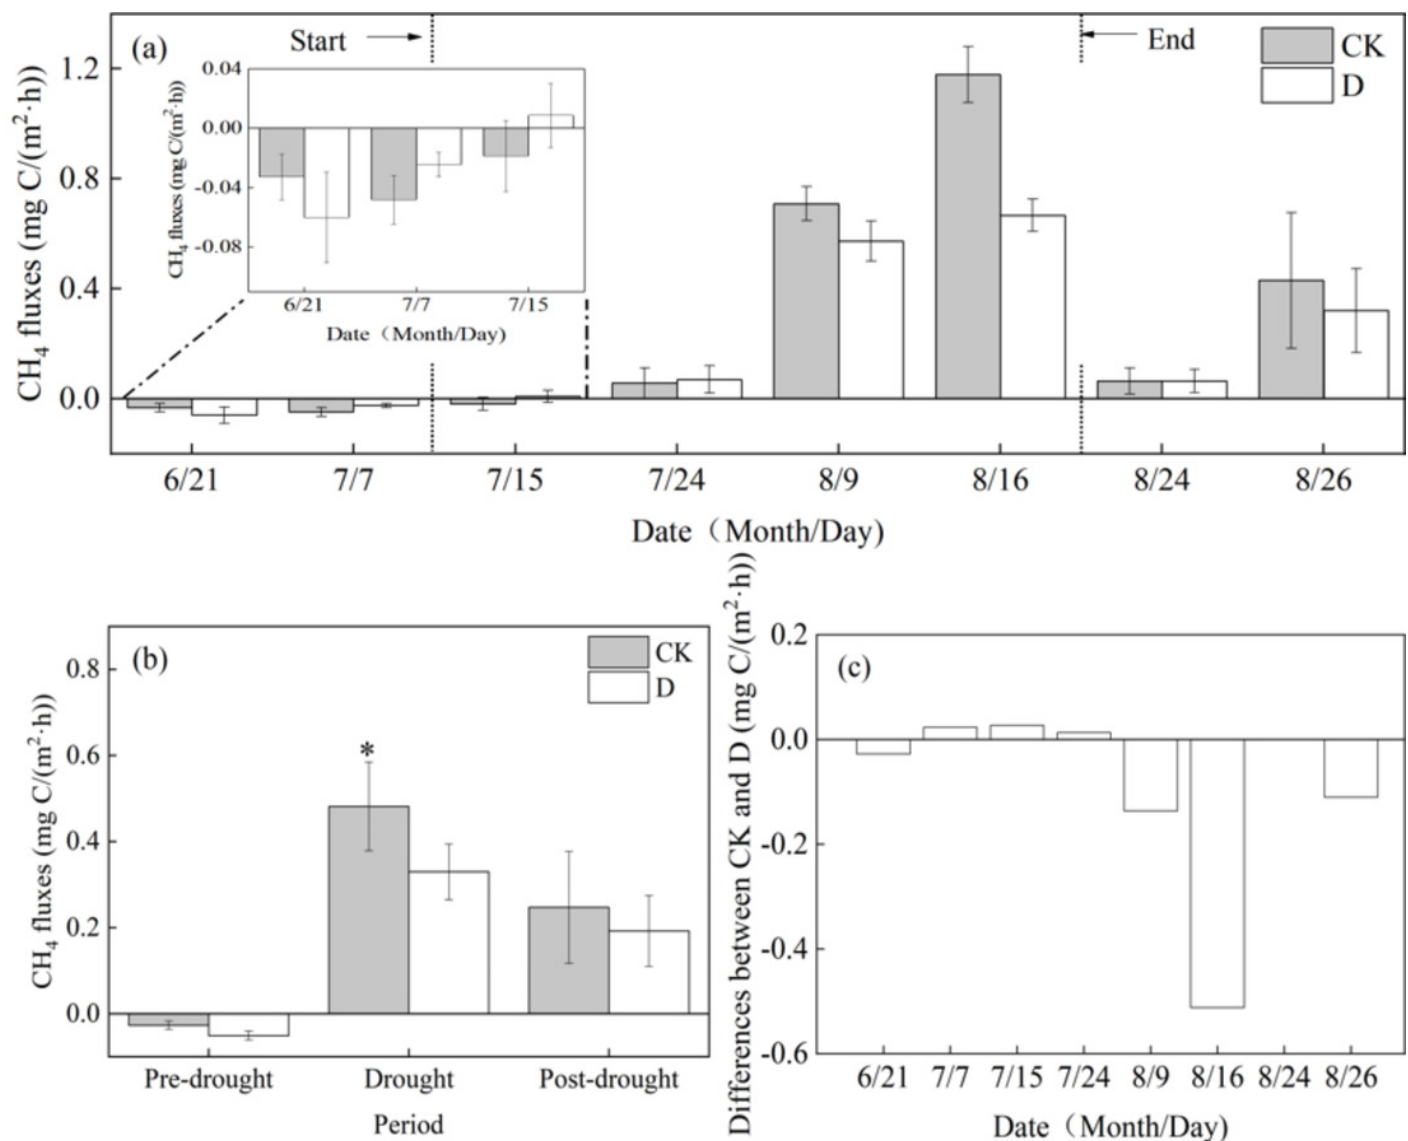 (a)
Start
End
CK
D
CH₄ fluxes (mg C/(m²·h))
1.2
0.8
0.4
0.0
CH₄ fluxes (mg C/(m²·h))
0.04
0.00
-0.04
-0.08
6/21 7/7 7/15
Date（Month/Day)
6/21 7/7 7/15 7/24 8/9 8/16 8/24 8/26
Date（Month/Day)
(b)
CK
D
CH₄ fluxes (mg C/(m²·h))
0.8
0.6
0.4
0.2
0.0
*
Pre-drought Drought Post-drought
Period
(c)
Differences between CK and D (mg C/(m²·h))
0.2
0.0
-0.2
-0.4
-0.6
6/21 7/7 7/15 7/24 8/9 8/16 8/24 8/26
Date（Month/Day)